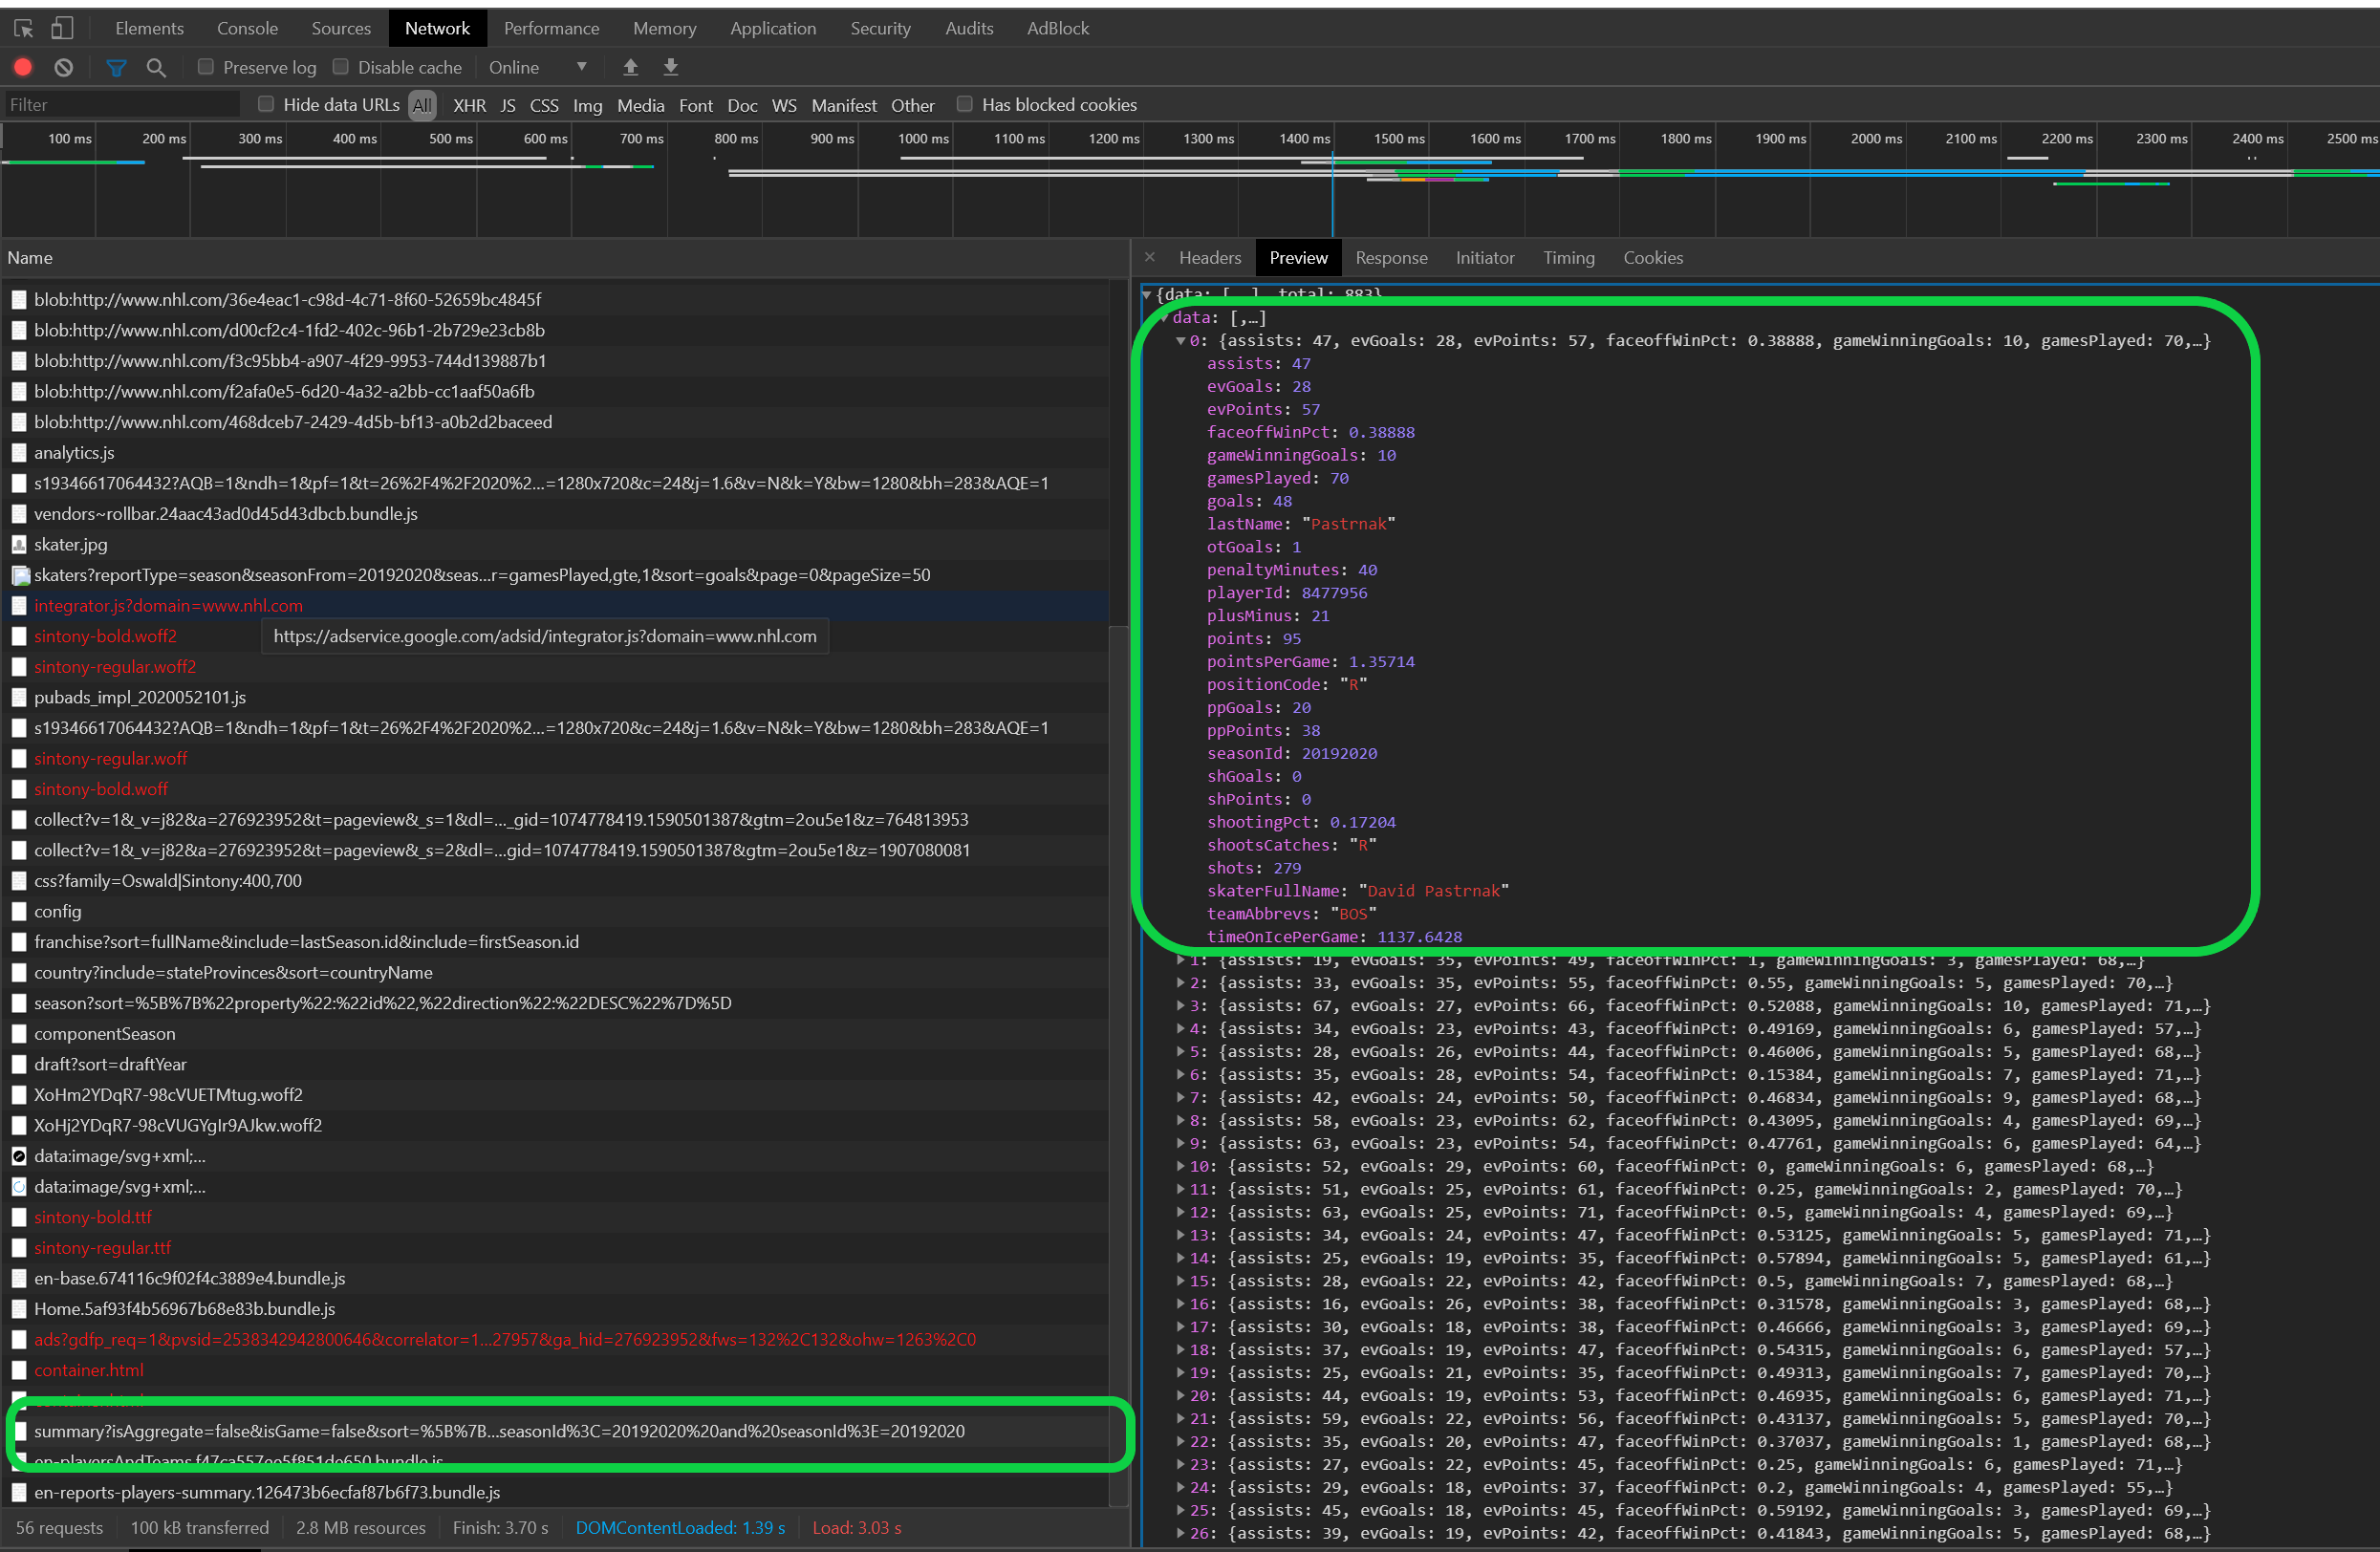 Elements Console Sources Network Performance Memory Application Security Audits AdBlock
Preserve log Disable cache Online
Filter Hide data URLs All XHR JS CSS Img Media Font Doc WS Manifest Other Has blocked cookies
100 ms 200 ms 300 ms 400 ms 500 ms 600 ms 700 ms 800 ms 900 ms 1000 ms 1100 ms 1200 ms 1300 ms 1400 ms 1500 ms 1600 ms 1700 ms 1800 ms 1900 ms 2000 ms 2100 ms 2200 ms 2300 ms 2400 ms 2500 ms
Name
blob:http://www.nhl.com/36e4eac1-c98d-4c71-8f60-52659bc4845f
blob:http://www.nhl.com/d00cf2c4-1fd2-402c-96b1-2b729e23cb8b
blob:http://www.nhl.com/f3c95bb4-a907-4f29-9953-744d139887b1
blob:http://www.nhl.com/f2afa0e5-6d20-4a32-a2bb-cc1aaf50a6fb
blob:http://www.nhl.com/468dceb7-2429-4d5b-bf13-a0b2d2baceed
analytics.js
s19346617064432?AQB=1&ndh=1&pf=1&t=26%2F4%2F2020%2...=1280x720&c=24&j=1.6&v=N&k=Y&bw=1280&bh=283&AQE=1
vendors~rollbar.24aac43ad0d45d43dbcb.bundle.js
skater.jpg
skaters?reportType=season&seasonFrom=20192020&seas...r=gamesPlayed,gte,1&sort=goals&page=0&pageSize=50
integrator.js?domain=www.nhl.com
sintony-bold.woff2
https://adservice.google.com/adsid/integrator.js?domain=www.nhl.com
sintony-regular.woff2
pubads_impl_2020052101.js
s19346617064432?AQB=1&ndh=1&pf=1&t=26%2F4%2F2020%2...=1280x720&c=24&j=1.6&v=N&k=Y&bw=1280&bh=283&AQE=1
sintony-regular.woff
sintony-bold.woff
collect?v=1&_v=j82&a=276923952&t=pageview&_s=1&dl=..._gid=1074778419.1590501387&gtm=2ou5e1&z=764813953
collect?v=1&_v=j82&a=276923952&t=pageview&_s=2&dl=...gid=1074778419.1590501387&gtm=2ou5e1&z=1907080081
css?family=Oswald|Sintony:400,700
config
franchise?sort=fullName&include=lastSeason.id&include=firstSeason.id
country?include=stateProvinces&sort=countryName
season?sort=%5B%7B%22property%22:%22id%22,%22direction%22:%22DESC%22%7D%5D
componentSeason
draft?sort=draftYear
XoHm2YDqR7-98cVUETMtug.woff2
XoHj2YDqR7-98cVUGYgIr9AJkw.woff2
data:image/svg+xml;...
data:image/svg+xml;...
sintony-bold.ttf
sintony-regular.ttf
en-base.674116c9f02f4c3889e4.bundle.js
Home.5af93f4b56967b68e83b.bundle.js
ads?gdfp_req=1&pvsid=2538342942800646&correlator=1...27957&ga_hid=276923952&fws=132%2C132&ohw=1263%2C0
container.html
summary?isAggregate=false&isGame=false&sort=%5B%7B...seasonId%3C=20192020%20and%20seasonId%3E=20192020
en-playersAndTeams.f47ca557ee5f851de650.bundle.js
en-reports-players-summary.126473b6ecfaf87b6f73.bundle.js
56 requests 100 kB transferred 2.8 MB resources Finish: 3.70 s DOMContentLoaded: 1.39 s Load: 3.03 s
× Headers Preview Response Initiator Timing Cookies
{data: [,…], total: 883}
data: [,…]
0: {assists: 47, evGoals: 28, evPoints: 57, faceoffWinPct: 0.38888, gameWinningGoals: 10, gamesPlayed: 70,…}
assists: 47
evGoals: 28
evPoints: 57
faceoffWinPct: 0.38888
gameWinningGoals: 10
gamesPlayed: 70
goals: 48
lastName: "Pastrnak"
otGoals: 1
penaltyMinutes: 40
playerId: 8477956
plusMinus: 21
points: 95
pointsPerGame: 1.35714
positionCode: "R"
ppGoals: 20
ppPoints: 38
seasonId: 20192020
shGoals: 0
shPoints: 0
shootingPct: 0.17204
shootsCatches: "R"
shots: 279
skaterFullName: "David Pastrnak"
teamAbbrevs: "BOS"
timeOnIcePerGame: 1137.6428
1: {assists: 19, evGoals: 35, evPoints: 49, faceoffWinPct: 1, gameWinningGoals: 3, gamesPlayed: 68,…}
2: {assists: 33, evGoals: 35, evPoints: 55, faceoffWinPct: 0.55, gameWinningGoals: 5, gamesPlayed: 70,…}
3: {assists: 67, evGoals: 27, evPoints: 66, faceoffWinPct: 0.52088, gameWinningGoals: 10, gamesPlayed: 71,…}
4: {assists: 34, evGoals: 23, evPoints: 43, faceoffWinPct: 0.49169, gameWinningGoals: 6, gamesPlayed: 57,…}
5: {assists: 28, evGoals: 26, evPoints: 44, faceoffWinPct: 0.46006, gameWinningGoals: 5, gamesPlayed: 68,…}
6: {assists: 35, evGoals: 28, evPoints: 54, faceoffWinPct: 0.15384, gameWinningGoals: 7, gamesPlayed: 71,…}
7: {assists: 42, evGoals: 24, evPoints: 50, faceoffWinPct: 0.46834, gameWinningGoals: 9, gamesPlayed: 68,…}
8: {assists: 58, evGoals: 23, evPoints: 62, faceoffWinPct: 0.43095, gameWinningGoals: 4, gamesPlayed: 69,…}
9: {assists: 63, evGoals: 23, evPoints: 54, faceoffWinPct: 0.47761, gameWinningGoals: 6, gamesPlayed: 64,…}
10: {assists: 52, evGoals: 29, evPoints: 60, faceoffWinPct: 0, gameWinningGoals: 6, gamesPlayed: 68,…}
11: {assists: 51, evGoals: 25, evPoints: 61, faceoffWinPct: 0.25, gameWinningGoals: 2, gamesPlayed: 70,…}
12: {assists: 63, evGoals: 25, evPoints: 71, faceoffWinPct: 0.5, gameWinningGoals: 4, gamesPlayed: 69,…}
13: {assists: 34, evGoals: 24, evPoints: 47, faceoffWinPct: 0.53125, gameWinningGoals: 5, gamesPlayed: 71,…}
14: {assists: 25, evGoals: 19, evPoints: 35, faceoffWinPct: 0.57894, gameWinningGoals: 5, gamesPlayed: 61,…}
15: {assists: 28, evGoals: 22, evPoints: 42, faceoffWinPct: 0.5, gameWinningGoals: 7, gamesPlayed: 68,…}
16: {assists: 16, evGoals: 26, evPoints: 38, faceoffWinPct: 0.31578, gameWinningGoals: 3, gamesPlayed: 68,…}
17: {assists: 30, evGoals: 18, evPoints: 38, faceoffWinPct: 0.46666, gameWinningGoals: 3, gamesPlayed: 69,…}
18: {assists: 37, evGoals: 19, evPoints: 47, faceoffWinPct: 0.54315, gameWinningGoals: 6, gamesPlayed: 57,…}
19: {assists: 25, evGoals: 21, evPoints: 35, faceoffWinPct: 0.49313, gameWinningGoals: 7, gamesPlayed: 70,…}
20: {assists: 44, evGoals: 19, evPoints: 53, faceoffWinPct: 0.46935, gameWinningGoals: 6, gamesPlayed: 71,…}
21: {assists: 59, evGoals: 22, evPoints: 56, faceoffWinPct: 0.43137, gameWinningGoals: 5, gamesPlayed: 70,…}
22: {assists: 35, evGoals: 20, evPoints: 47, faceoffWinPct: 0.37037, gameWinningGoals: 1, gamesPlayed: 68,…}
23: {assists: 27, evGoals: 22, evPoints: 45, faceoffWinPct: 0.25, gameWinningGoals: 6, gamesPlayed: 71,…}
24: {assists: 29, evGoals: 18, evPoints: 37, faceoffWinPct: 0.2, gameWinningGoals: 4, gamesPlayed: 55,…}
25: {assists: 45, evGoals: 18, evPoints: 45, faceoffWinPct: 0.59192, gameWinningGoals: 3, gamesPlayed: 69,…}
26: {assists: 39, evGoals: 19, evPoints: 42, faceoffWinPct: 0.41843, gameWinningGoals: 5, gamesPlayed: 68,…}